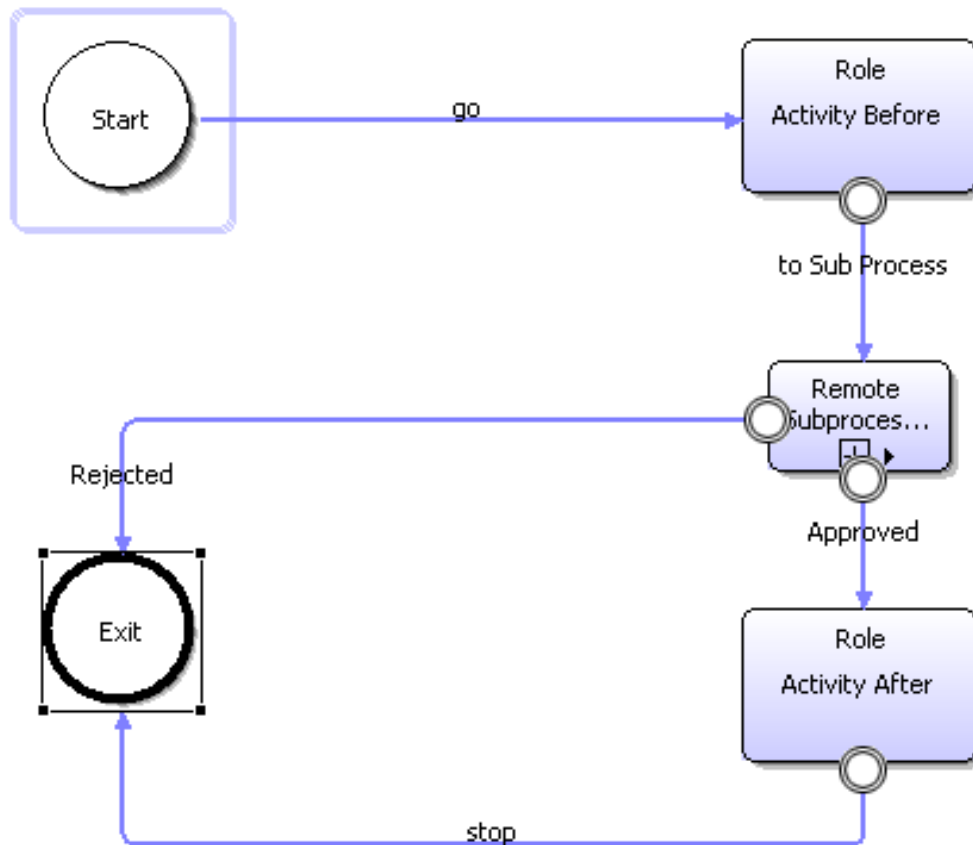 Start
go
Role
Activity Before
to Sub Process
Remote
Subproces...
Rejected
Approved
Exit
Role
Activity After
stop